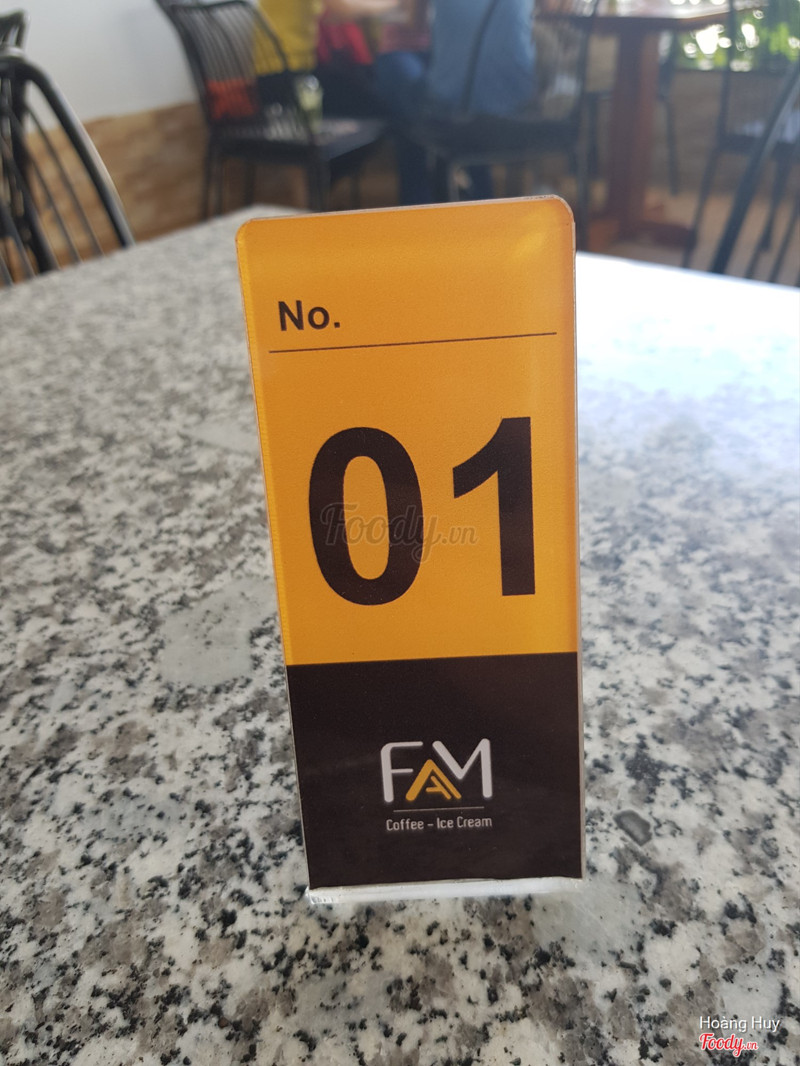 No.
01
Foody.vn
FAM
Coffee - Ice Cream
Hoàng Huy
Foody.vn